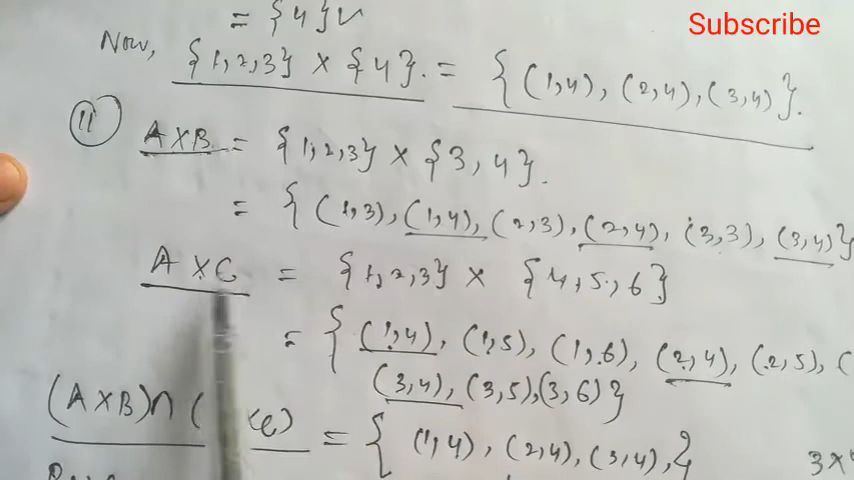 Subscribe
= {4}
Now, {1,2,3} × {4}. = {(1,4), (2,4), (3,4)}.
(11) A×B = {1,2,3} × {3,4}.
= {(1,3), (1,4), (2,3), (2,4), (3,3), (3,4)}
A×C = {1,2,3} × {4,5,6}
= {(1,4), (1,5), (1,6), (2,4), (2,5), (
(3,4), (3,5), (3,6)}
(A×B)∩( ×C) = {(1,4), (2,4), (3,4),}
3×